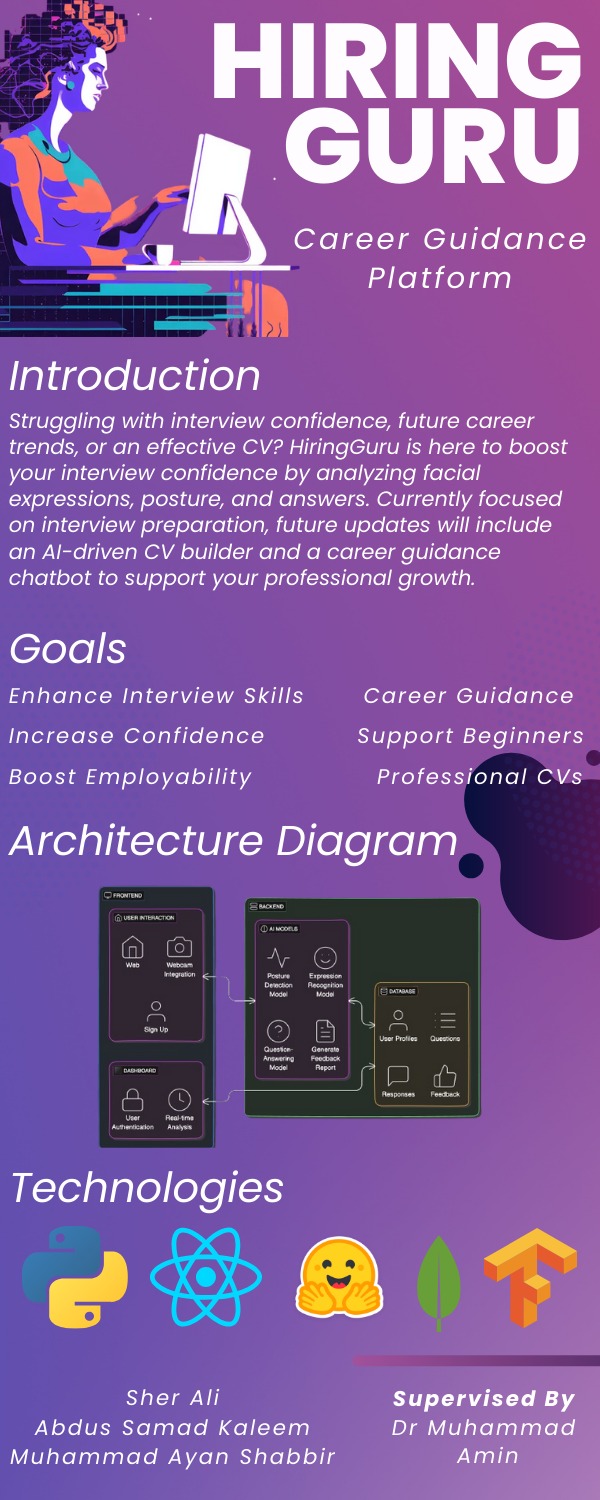 HIRING
GURU
Career Guidance
Platform
Introduction
Struggling with interview confidence, future career
trends, or an effective CV? HiringGuru is here to boost
your interview confidence by analyzing facial
expressions, posture, and answers. Currently focused
on interview preparation, future updates will include
an AI-driven CV builder and a career guidance
chatbot to support your professional growth.
Goals
Enhance Interview Skills
Increase Confidence
Boost Employability
Career Guidance
Support Beginners
Professional CVs
Architecture Diagram
FRONTEND
USER INTERACTION
Web
Webcam
Integration
Sign Up
DASHBOARD
User
Authentication
Real-time
Analysis
BACKEND
AI MODELS
Posture
Detection
Model
Expression
Recognition
Model
Question-
Answering
Model
Generate
Feedback
Report
DATABASE
User Profiles
Questions
Responses
Feedback
Technologies
Sher Ali
Abdus Samad Kaleem
Muhammad Ayan Shabbir
Supervised By
Dr Muhammad
Amin